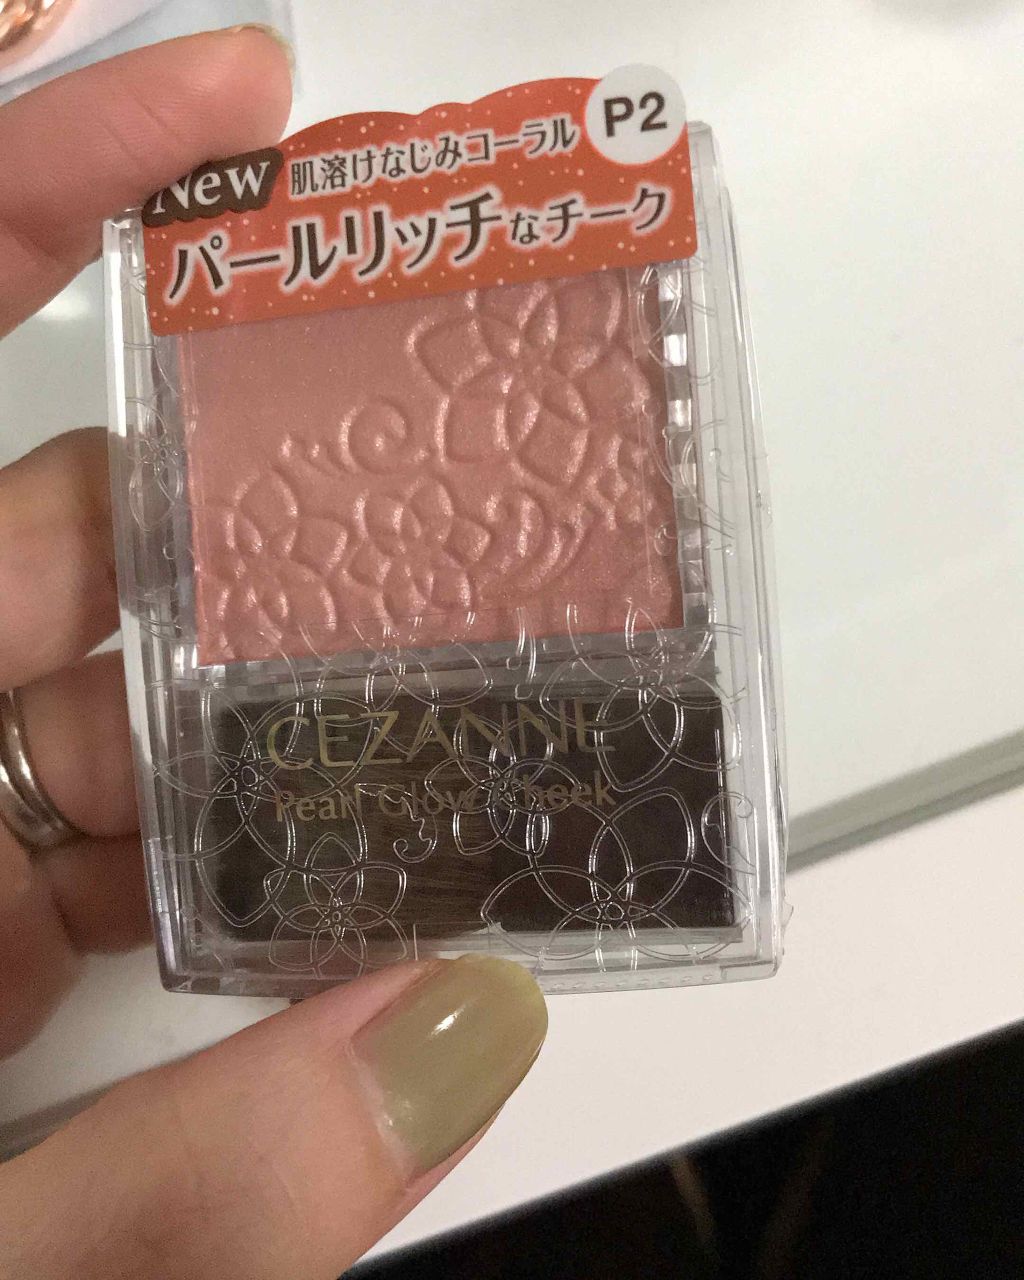 P2
New
肌溶けなじみコーラル
パールリッチなチーク
CEZANNE
Pearl Glow Cheek